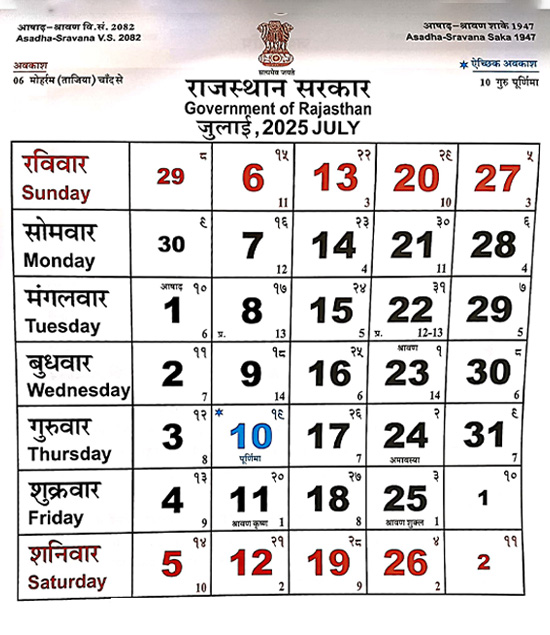 आषाढ़-श्रावण वि.सं. 2082
Asadha-Sravana V.S. 2082
आषाढ़-श्रावण शाके 1947
Asadha-Sravana Saka 1947
अवकाश
06 मोहर्रम (ताजिया) चाँद से
सत्यमेव जयते
*ऐच्छिक अवकाश
10 गुरु पूर्णिमा
राजस्थान सरकार
Government of Rajasthan
जुलाई, 2025 JULY
रविवार
Sunday
29 ८
6 १५ 11
13 २२ 3
20 २९ 10
27 ५ 3
सोमवार
Monday
30 ९
7 १६ 12
14 २३ 4
21 ३० 11
28 ६ 4
मंगलवार
Tuesday
आषाढ़ १० 1 6
8 १७ प्र. 13
15 २४ 5
22 ३१ प्र. 12-13
29 ७ 5
बुधवार
Wednesday
2 ११ 7
9 १८ 14
16 २५ 6
श्रावण १ 23 14
30 ८ 6
गुरुवार
Thursday
3 १२ 8
* १९ 10 पूर्णिमा
17 २६ 7
24 २ अमावस्या
31 ९ 7
शुक्रवार
Friday
4 १३ 9
11 २० श्रावण कृष्ण 1
18 २७ 8
25 ३ श्रावण शुक्ल 1
1 १०
शनिवार
Saturday
5 १४ 10
12 २१ 2
19 २८ 9
26 ४ 2
2 ११